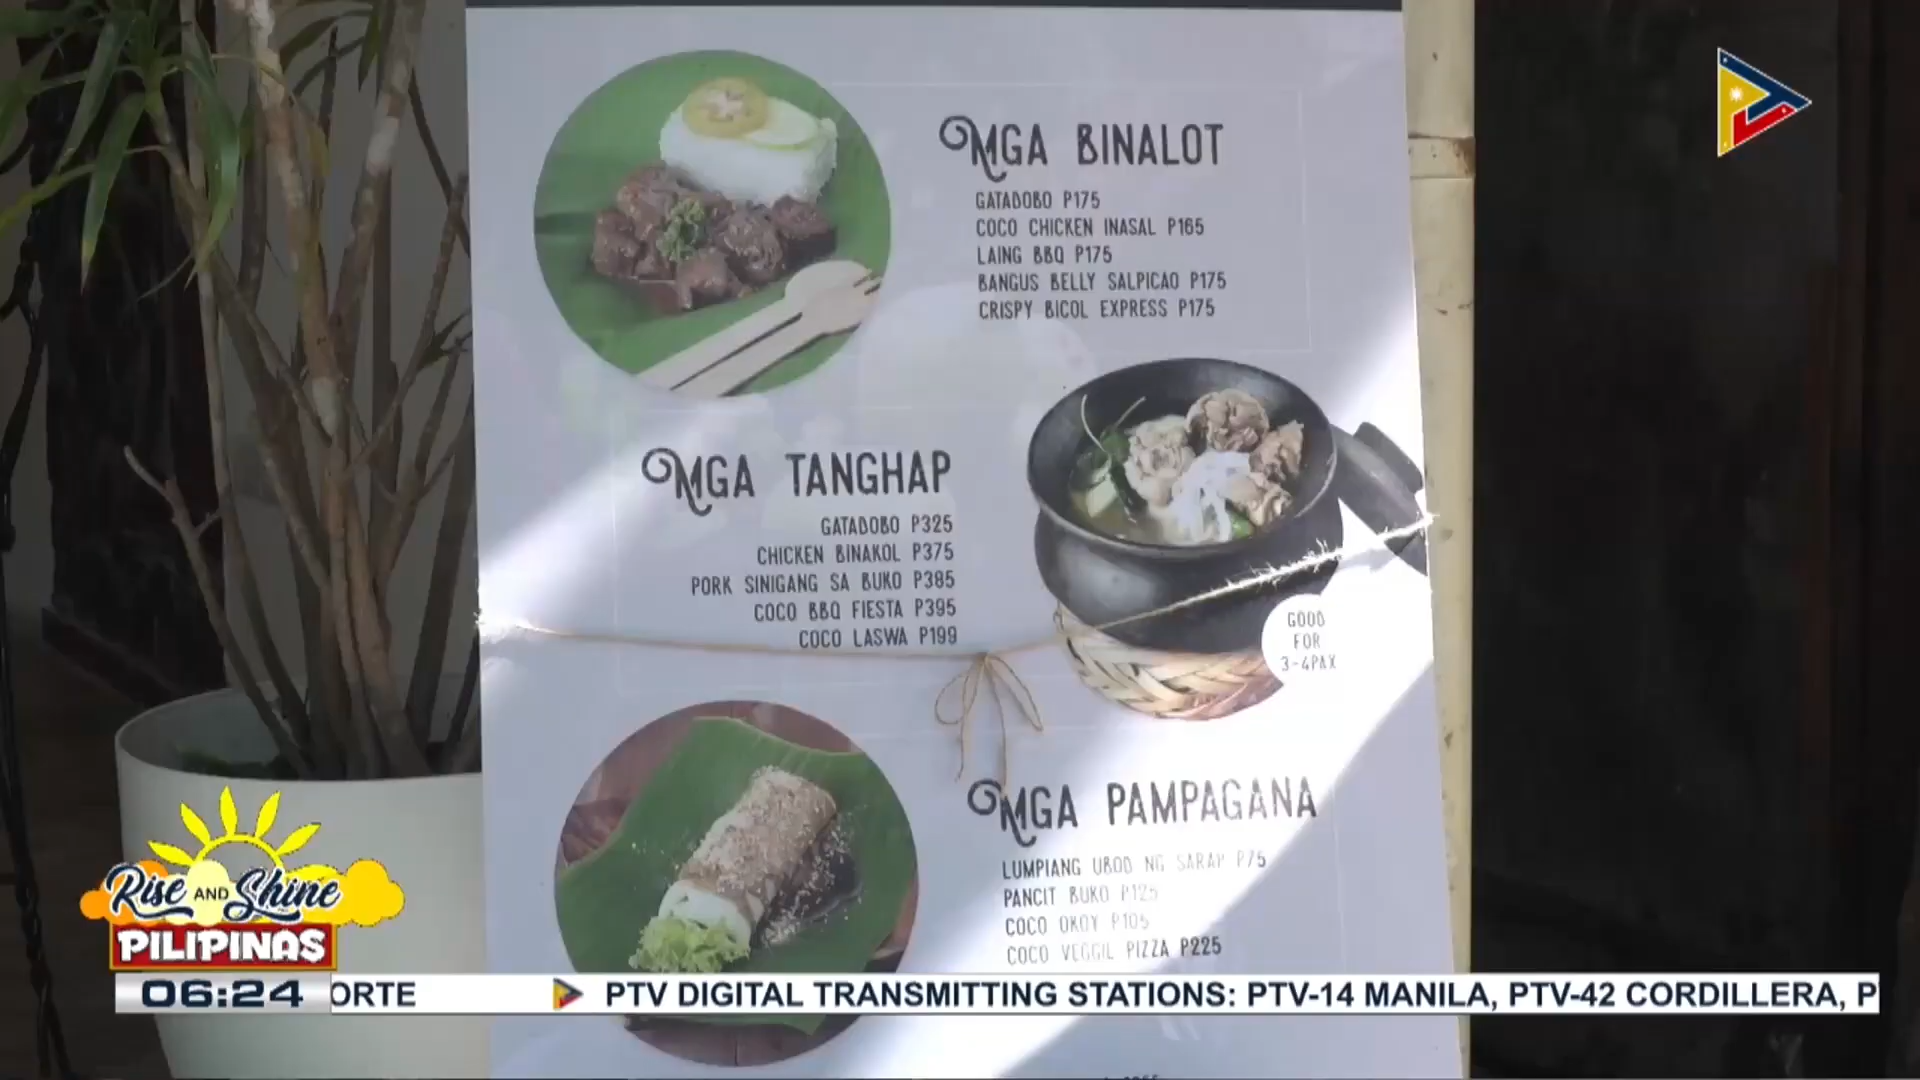 MGA BINALOT
GATADOBO P175
COCO CHICKEN INASAL P165
LAING BBQ P175
BANGUS BELLY SALPICAO P175
CRISPY BICOL EXPRESS P175
MGA TANGHAP
GATADOBO P325
CHICKEN BINAKOL P375
PORK SINIGANG SA BUKO P385
COCO BBQ FIESTA P395
COCO LASWA P199
GOOD
FOR
3-4PAX
MGA PAMPAGANA
LUMPIANG UBOD NG SARAP P75
PANCIT BUKO P125
COCO OKOY P105
COCO VEGGIE PIZZA P225
Rise AND Shine
PILIPINAS
06:24
ORTE
PTV DIGITAL TRANSMITTING STATIONS: PTV-14 MANILA, PTV-42 CORDILLERA, P